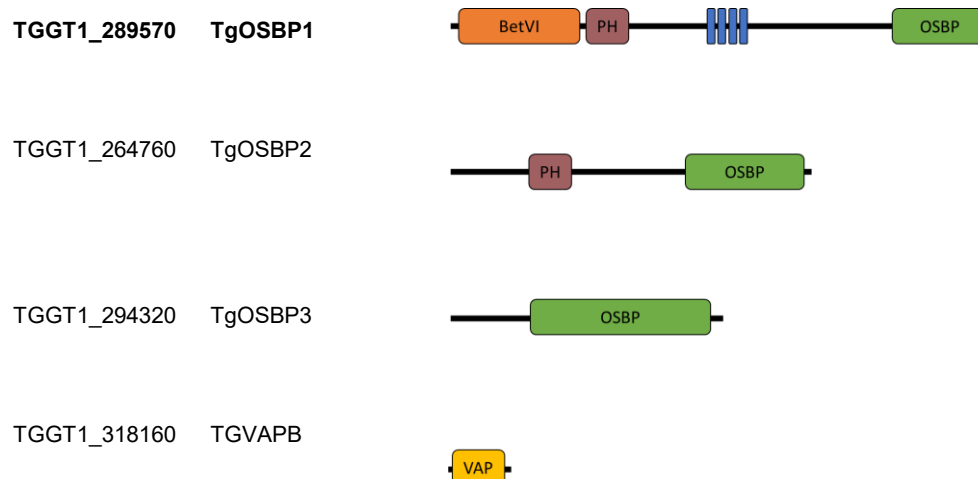 TGGT1_289570 TgOSBP1 BetVI PH OSBP
TGGT1_264760 TgOSBP2 PH OSBP
TGGT1_294320 TgOSBP3 OSBP
TGGT1_318160 TGVAPB VAP